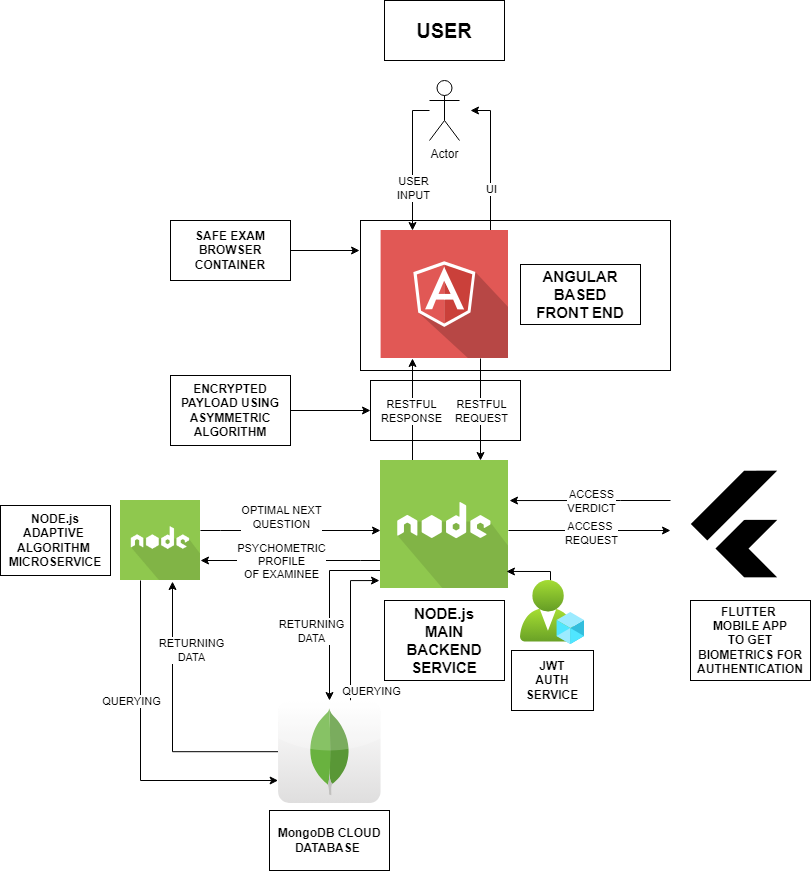 USER
Actor
USER
INPUT
UI
SAFE EXAM
BROWSER
CONTAINER
A
ANGULAR
BASED
FRONT END
ENCRYPTED
PAYLOAD USING
ASYMMETRIC
ALGORITHM
RESTFUL
RESPONSE
RESTFUL
REQUEST
NODE.js
ADAPTIVE
ALGORITHM
MICROSERVICE
node
OPTIMAL NEXT
QUESTION
PSYCHOMETRIC
PROFILE
OF EXAMINEE
node
ACCESS
VERDICT
ACCESS
REQUEST
NODE.js
MAIN
BACKEND
SERVICE
JWT
AUTH
SERVICE
FLUTTER
MOBILE APP
TO GET
BIOMETRICS FOR
AUTHENTICATION
RETURNING
DATA
RETURNING
DATA
QUERYING
QUERYING
MongoDB CLOUD
DATABASE